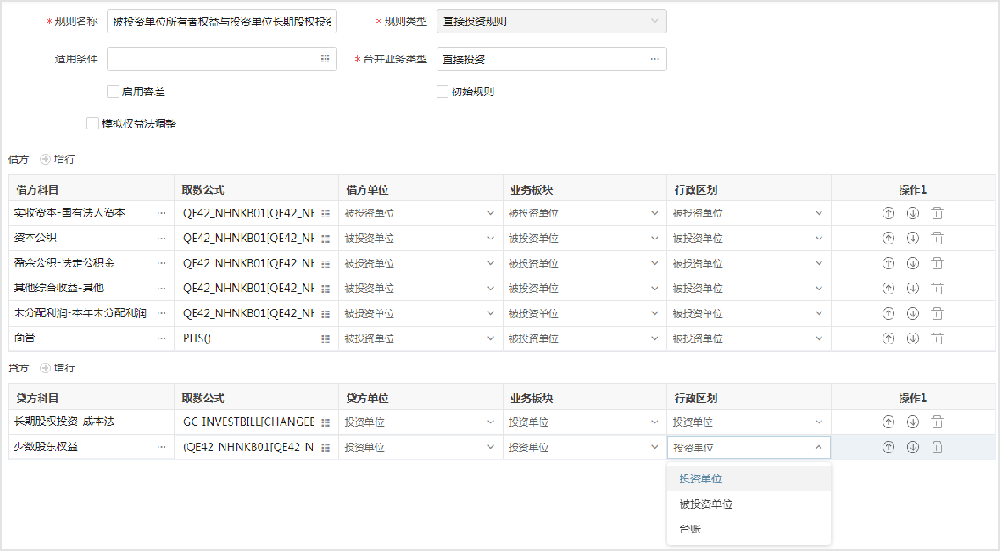 * 规则名称 被投资单位所有者权益与投资单位长期股权投资 * 规则类型 直接投资规则
适用条件 * 合并业务类型 直接投资 ...
启用容差 初始规则
模拟权益法调整
借方 增行
借方科目 取数公式 借方单位 业务板块 行政区划 操作1
实收资本-国有法人资本 ... QE42_NHNKB01[QE42_NH 被投资单位 被投资单位 被投资单位
资本公积 ... QE42_NHNKB01[QE42_NH 被投资单位 被投资单位 被投资单位
盈余公积-法定公积金 ... QE42_NHNKB01[QE42_NH 被投资单位 被投资单位 被投资单位
其他综合收益-其他 ... QE42_NHNKB01[QE42_NH 被投资单位 被投资单位 被投资单位
未分配利润-本年未分配利润 ... QE42_NHNKB01[QE42_NH 被投资单位 被投资单位 被投资单位
商誉 ... PHS() 被投资单位 被投资单位 被投资单位
贷方 增行
贷方科目 取数公式 贷方单位 业务板块 行政区划 操作1
长期股权投资-成本法 ... GC_INVESTBILL[CHANGEE 投资单位 投资单位 投资单位
少数股东权益 ... (QE42_NHNKB01[QE42_N 投资单位 投资单位 投资单位
投资单位
被投资单位
台账